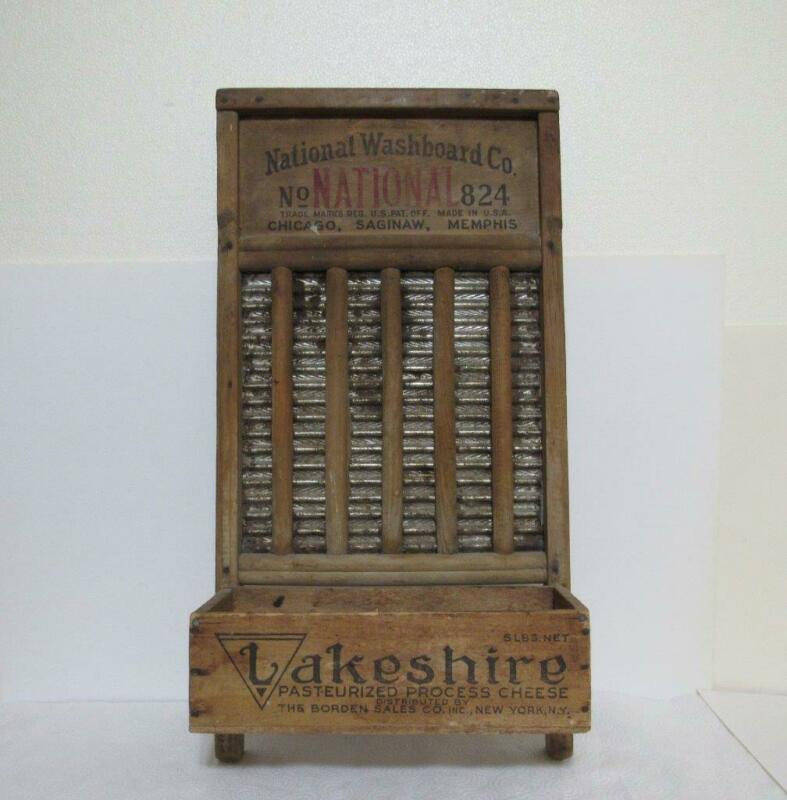 National Washboard Co.
No NATIONAL 824
TRADE MARKS REG. U.S. PAT. OFF. MADE IN U.S.A.
CHICAGO, SAGINAW, MEMPHIS
5 LBS. NET
Lakeshire
PASTEURIZED PROCESS CHEESE
DISTRIBUTED BY
THE BORDEN SALES CO. INC., NEW YORK, N.Y.